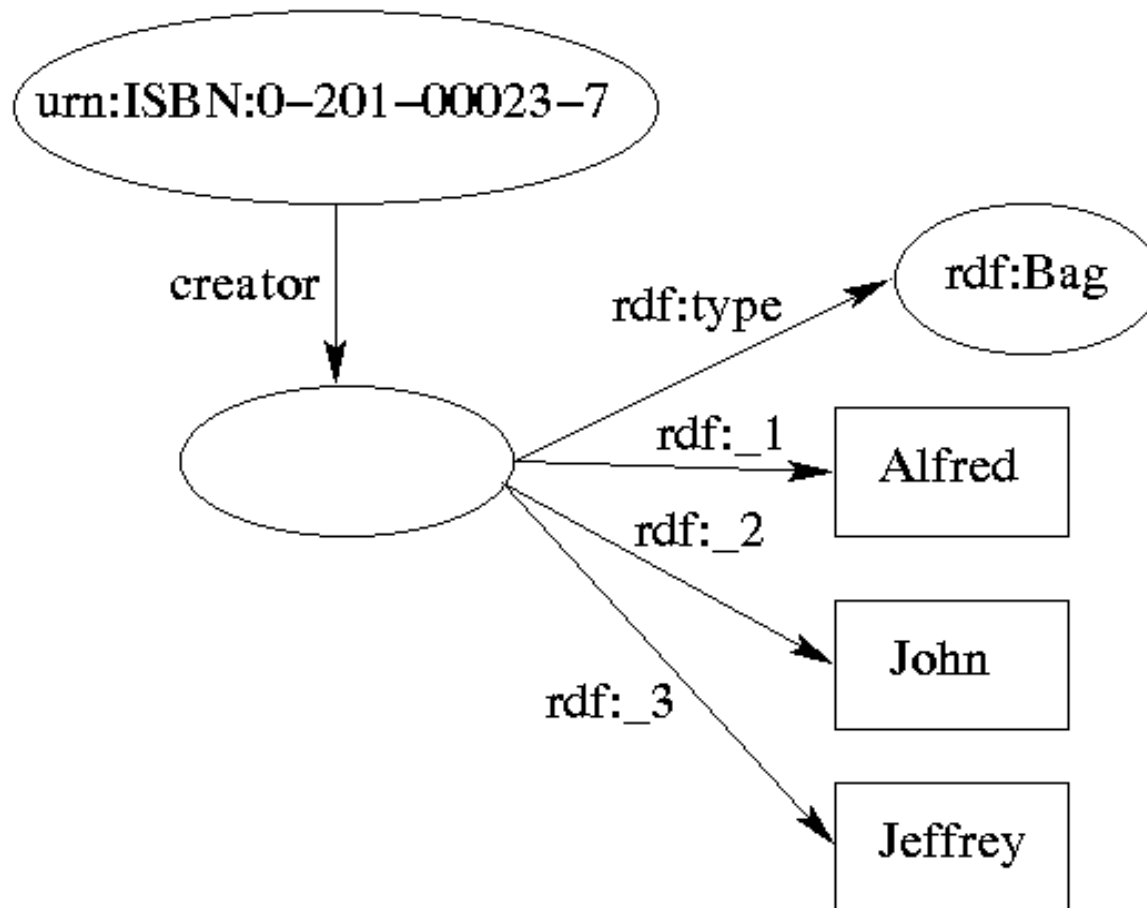 urn:ISBN:0–201–00023–7
creator
rdf:type
rdf:Bag
rdf:_1
Alfred
rdf:_2
John
rdf:_3
Jeffrey